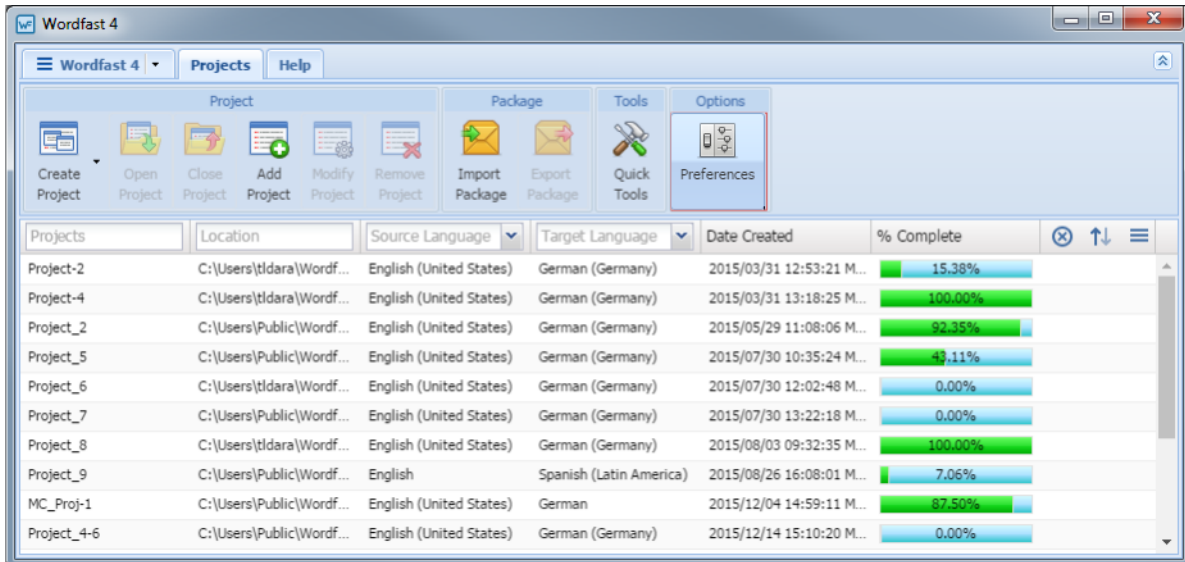 WF Wordfast 4
Wordfast 4 Projects Help
Project Package Tools Options
Create Project Open Project Close Project Add Project Modify Project Remove Project Import Package Export Package Quick Tools Preferences
Projects Location Source Language Target Language Date Created % Complete
Project-2 C:\Users\tldara\Wordf... English (United States) German (Germany) 2015/03/31 12:53:21 M... 15.38%
Project-4 C:\Users\tldara\Wordf... English (United States) German (Germany) 2015/03/31 13:18:25 M... 100.00%
Project_2 C:\Users\Public\Wordf... English (United States) German (Germany) 2015/05/29 11:08:06 M... 92.35%
Project_5 C:\Users\Public\Wordf... English (United States) German (Germany) 2015/07/30 10:35:24 M... 43.11%
Project_6 C:\Users\tldara\Wordf... English (United States) German (Germany) 2015/07/30 12:02:48 M... 0.00%
Project_7 C:\Users\Public\Wordf... English (United States) German (Germany) 2015/07/30 13:22:18 M... 0.00%
Project_8 C:\Users\tldara\Wordf... English (United States) German (Germany) 2015/08/03 09:32:35 M... 100.00%
Project_9 C:\Users\Public\Wordf... English Spanish (Latin America) 2015/08/26 16:08:01 M... 7.06%
MC_Proj-1 C:\Users\Public\Wordf... English (United States) German 2015/12/04 14:59:11 M... 87.50%
Project_4-6 C:\Users\Public\Wordf... English (United States) German (Germany) 2015/12/14 15:10:20 M... 0.00%